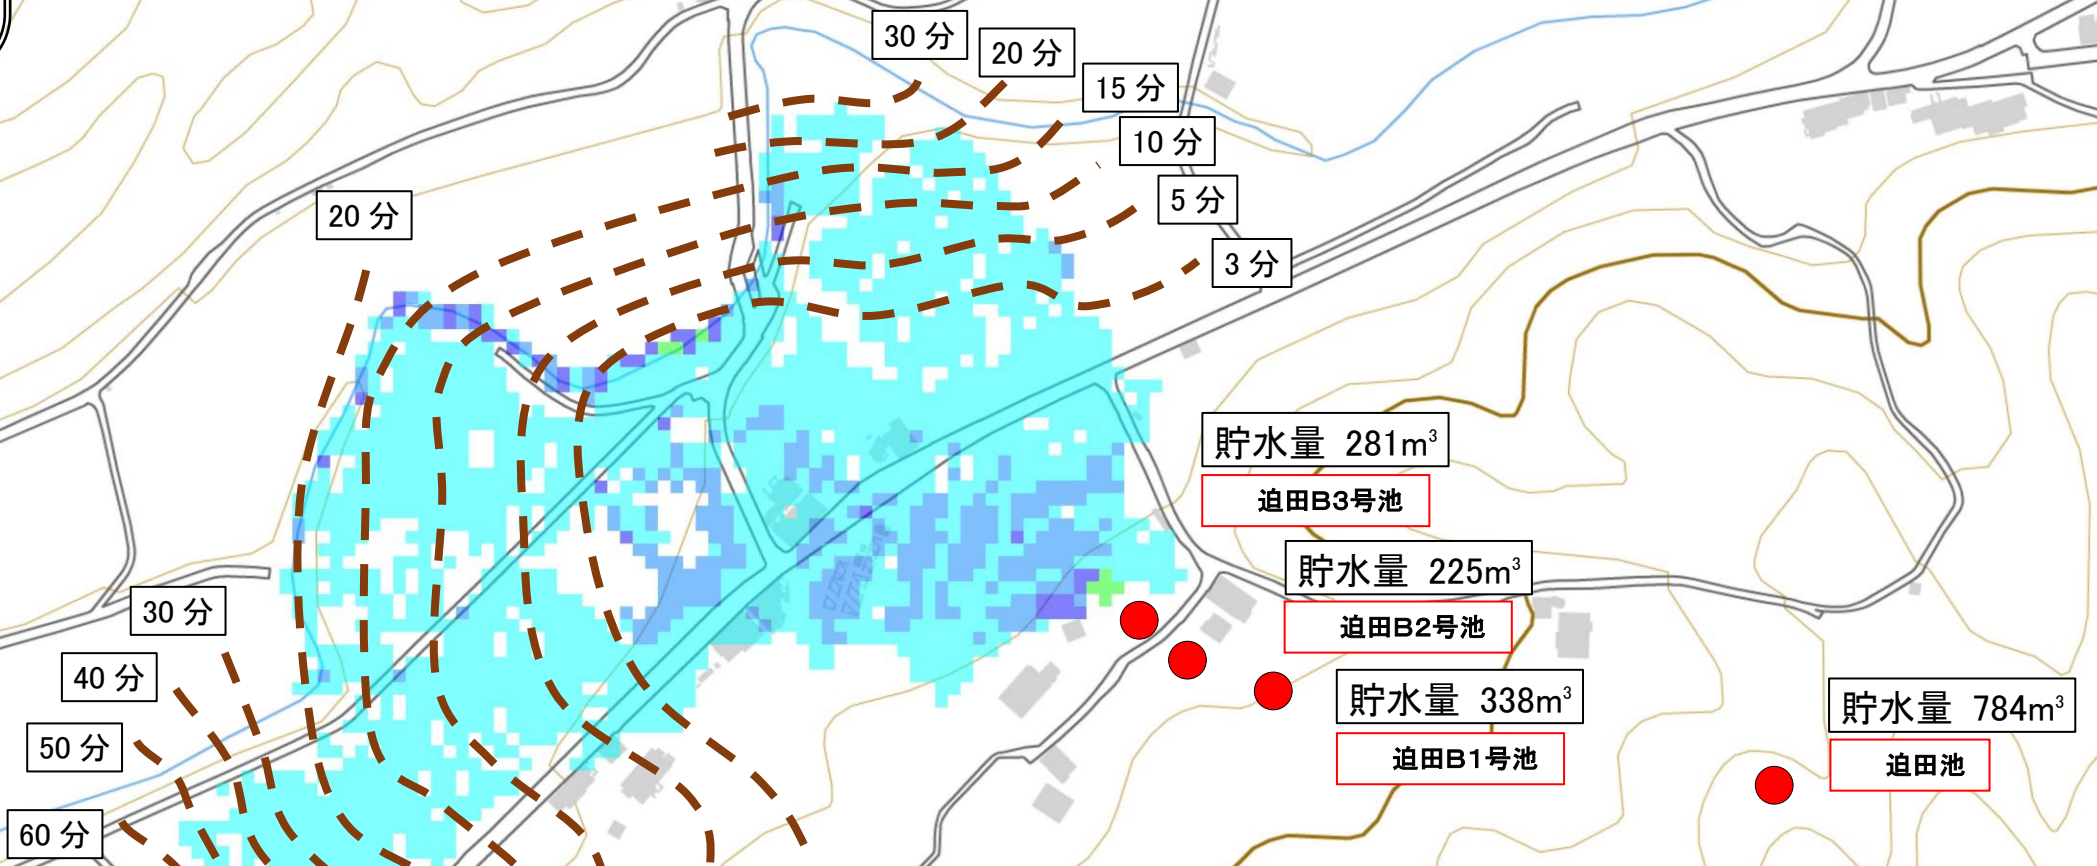 30 分
20 分
15 分
10 分
5 分
3 分
20 分
30 分
40 分
50 分
60 分
貯水量 281m³
迫田B3号池
貯水量 225m³
迫田B2号池
貯水量 338m³
迫田B1号池
貯水量 784m³
迫田池